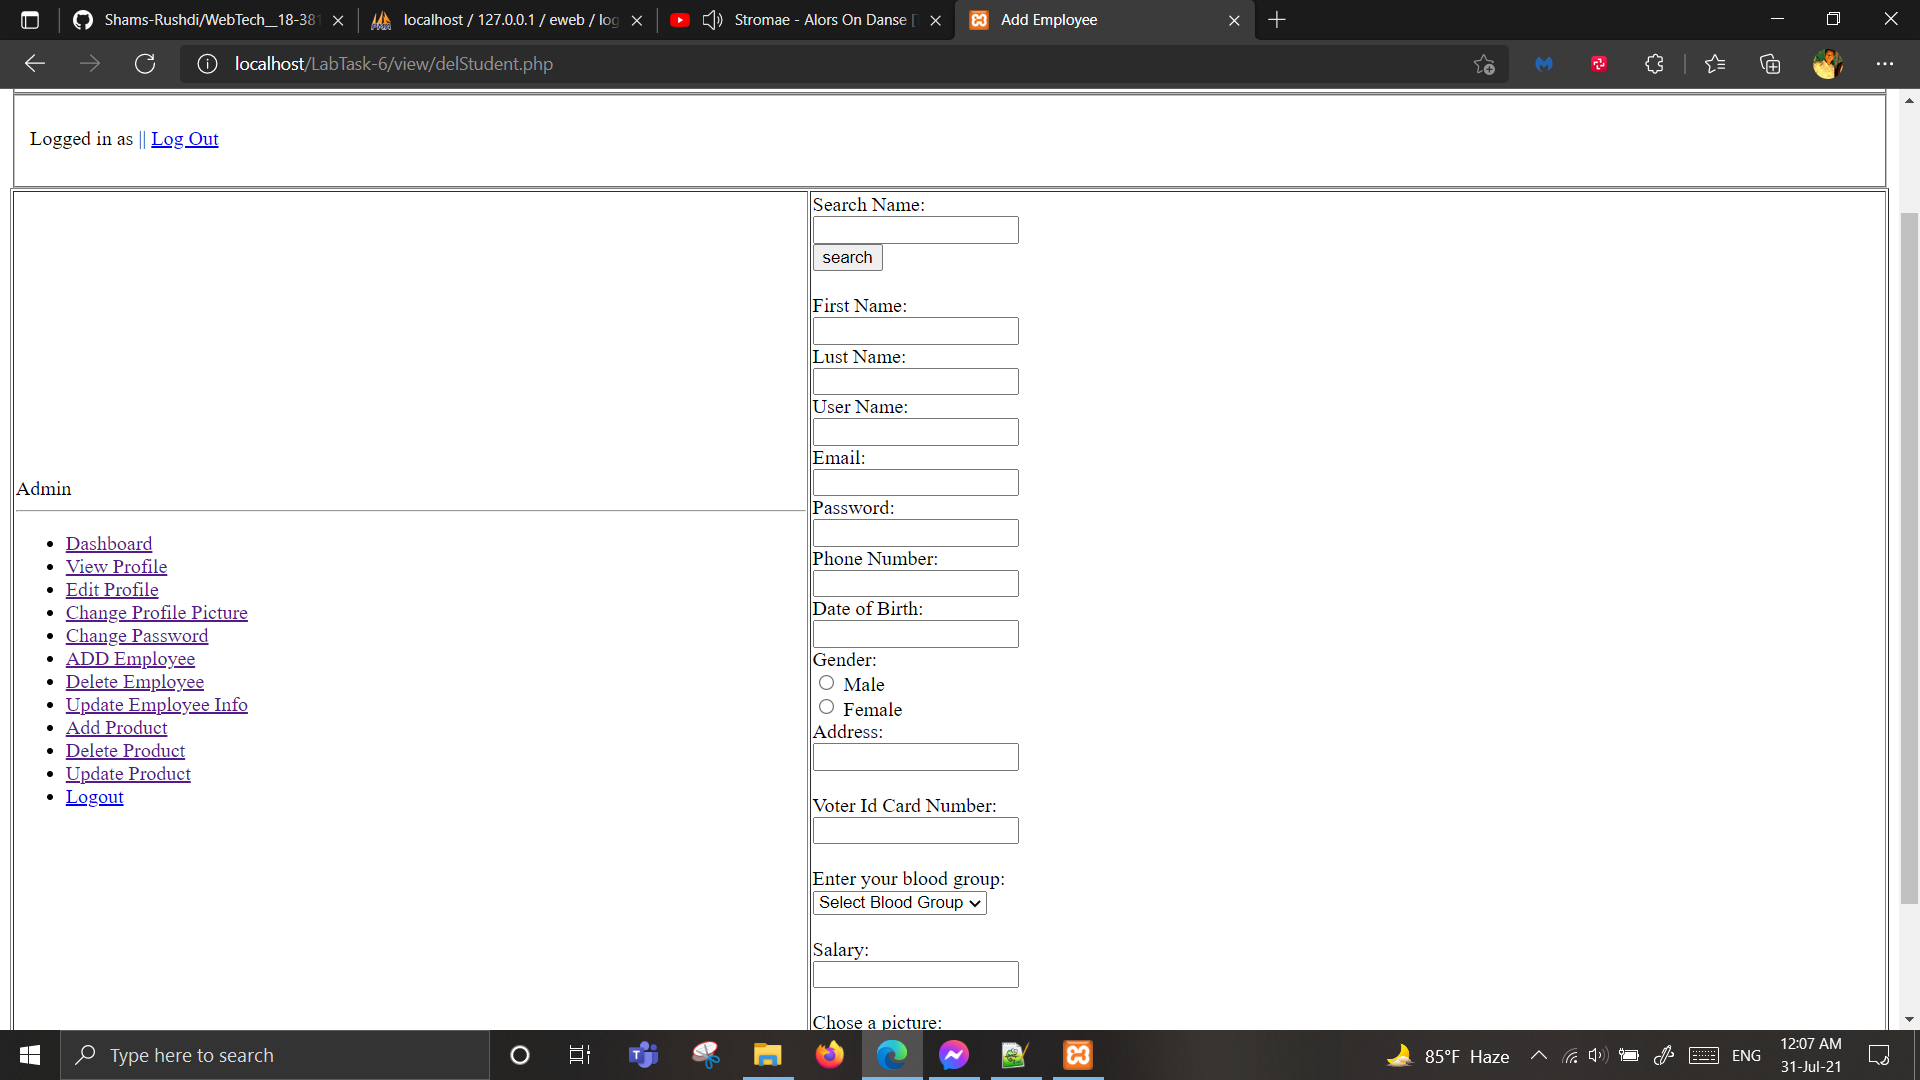 Shams-Rushdi/WebTech__18-381
localhost / 127.0.0.1 / eweb / log
Stromae - Alors On Danse [
Add Employee
localhost/LabTask-6/view/delStudent.php
Logged in as || Log Out
Search Name:
search
First Name:
Lust Name:
User Name:
Email:
Password:
Phone Number:
Date of Birth:
Gender:
Male
Female
Address:
Voter Id Card Number:
Enter your blood group:
Select Blood Group
Salary:
Chose a picture:
Admin
Dashboard
View Profile
Edit Profile
Change Profile Picture
Change Password
ADD Employee
Delete Employee
Update Employee Info
Add Product
Delete Product
Update Product
Logout
Type here to search
85°F Haze
ENG
12:07 AM
31-Jul-21